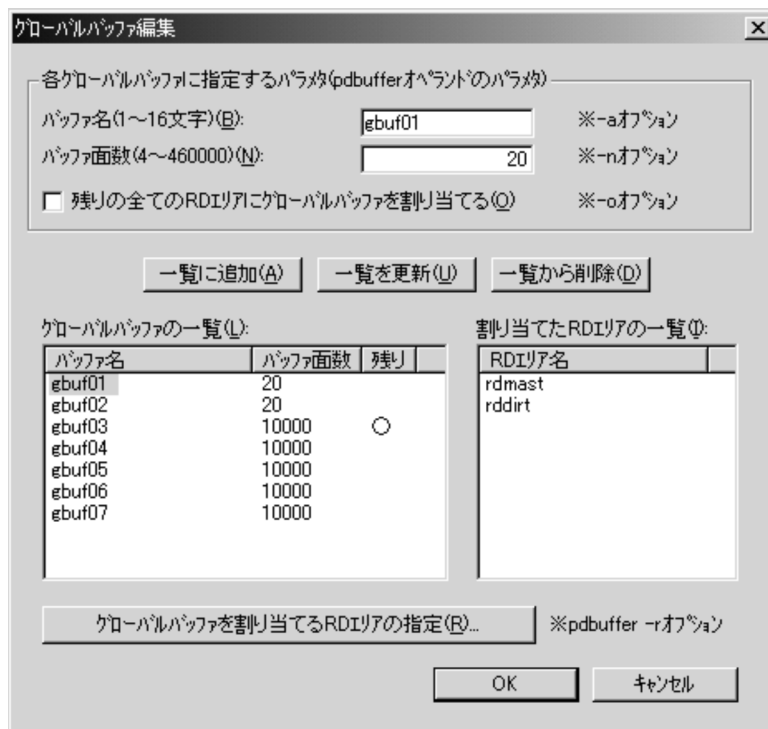 グローバルバッファ編集
各グローバルバッファに指定するパラメタ(pdbufferオペランドのパラメタ)
バッファ名(1～16文字)(B): gbuf01 ※-aオプション
バッファ面数(4～460000)(N): 20 ※-nオプション
残りの全てのRDエリアにグローバルバッファを割り当てる(O) ※-oオプション
一覧に追加(A) 一覧を更新(U) 一覧から削除(D)
グローバルバッファの一覧(L): 割り当てたRDエリアの一覧(I):
バッファ名 バッファ面数 残り RDエリア名
gbuf01 20 rdmast
gbuf02 20 rddirt
gbuf03 10000 ○
gbuf04 10000
gbuf05 10000
gbuf06 10000
gbuf07 10000
グローバルバッファを割り当てるRDエリアの指定(R)... ※pdbuffer -rオプション
OK キャンセル